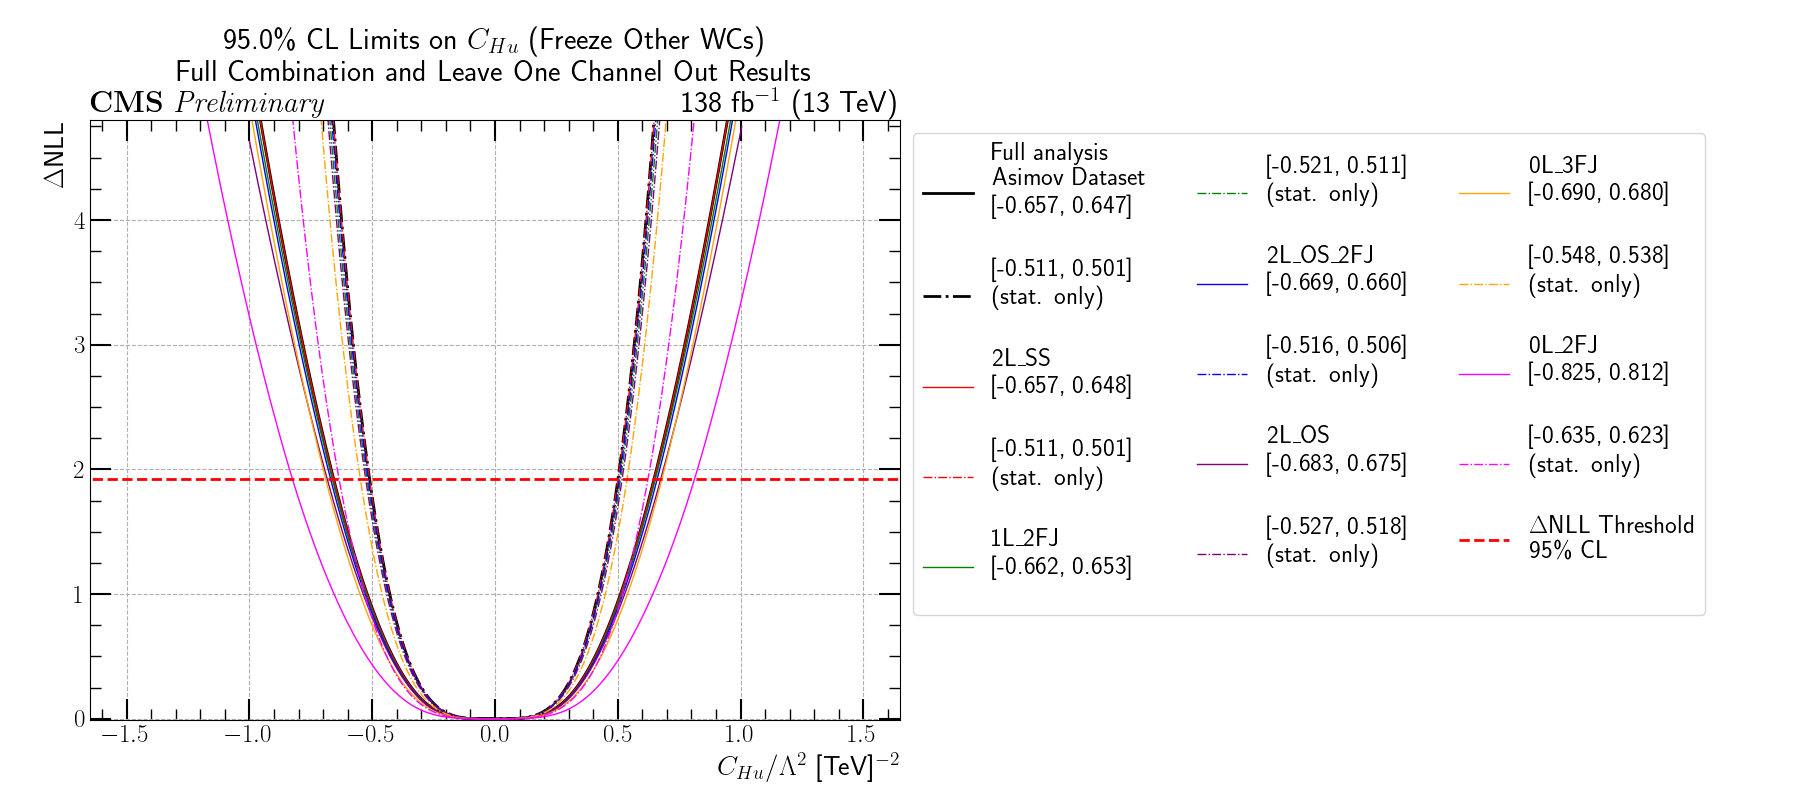 95.0% CL Limits on C_{Hu} (Freeze Other WCs)
Full Combination and Leave One Channel Out Results
CMS Preliminary 138 fb^{−1} (13 TeV)
ΔNLL
4
3
2
1
0
−1.5 −1.0 −0.5 0.0 0.5 1.0 1.5
C_{Hu}/Λ^2 [TeV]^{−2}
Full analysis
Asimov Dataset
[-0.657, 0.647]
[-0.511, 0.501]
(stat. only)
2L_SS
[-0.657, 0.648]
[-0.511, 0.501]
(stat. only)
1L_2FJ
[-0.662, 0.653]
[-0.521, 0.511]
(stat. only)
2L_OS_2FJ
[-0.669, 0.660]
[-0.516, 0.506]
(stat. only)
2L_OS
[-0.683, 0.675]
[-0.527, 0.518]
(stat. only)
0L_3FJ
[-0.690, 0.680]
[-0.548, 0.538]
(stat. only)
0L_2FJ
[-0.825, 0.812]
[-0.635, 0.623]
(stat. only)
ΔNLL Threshold
95% CL